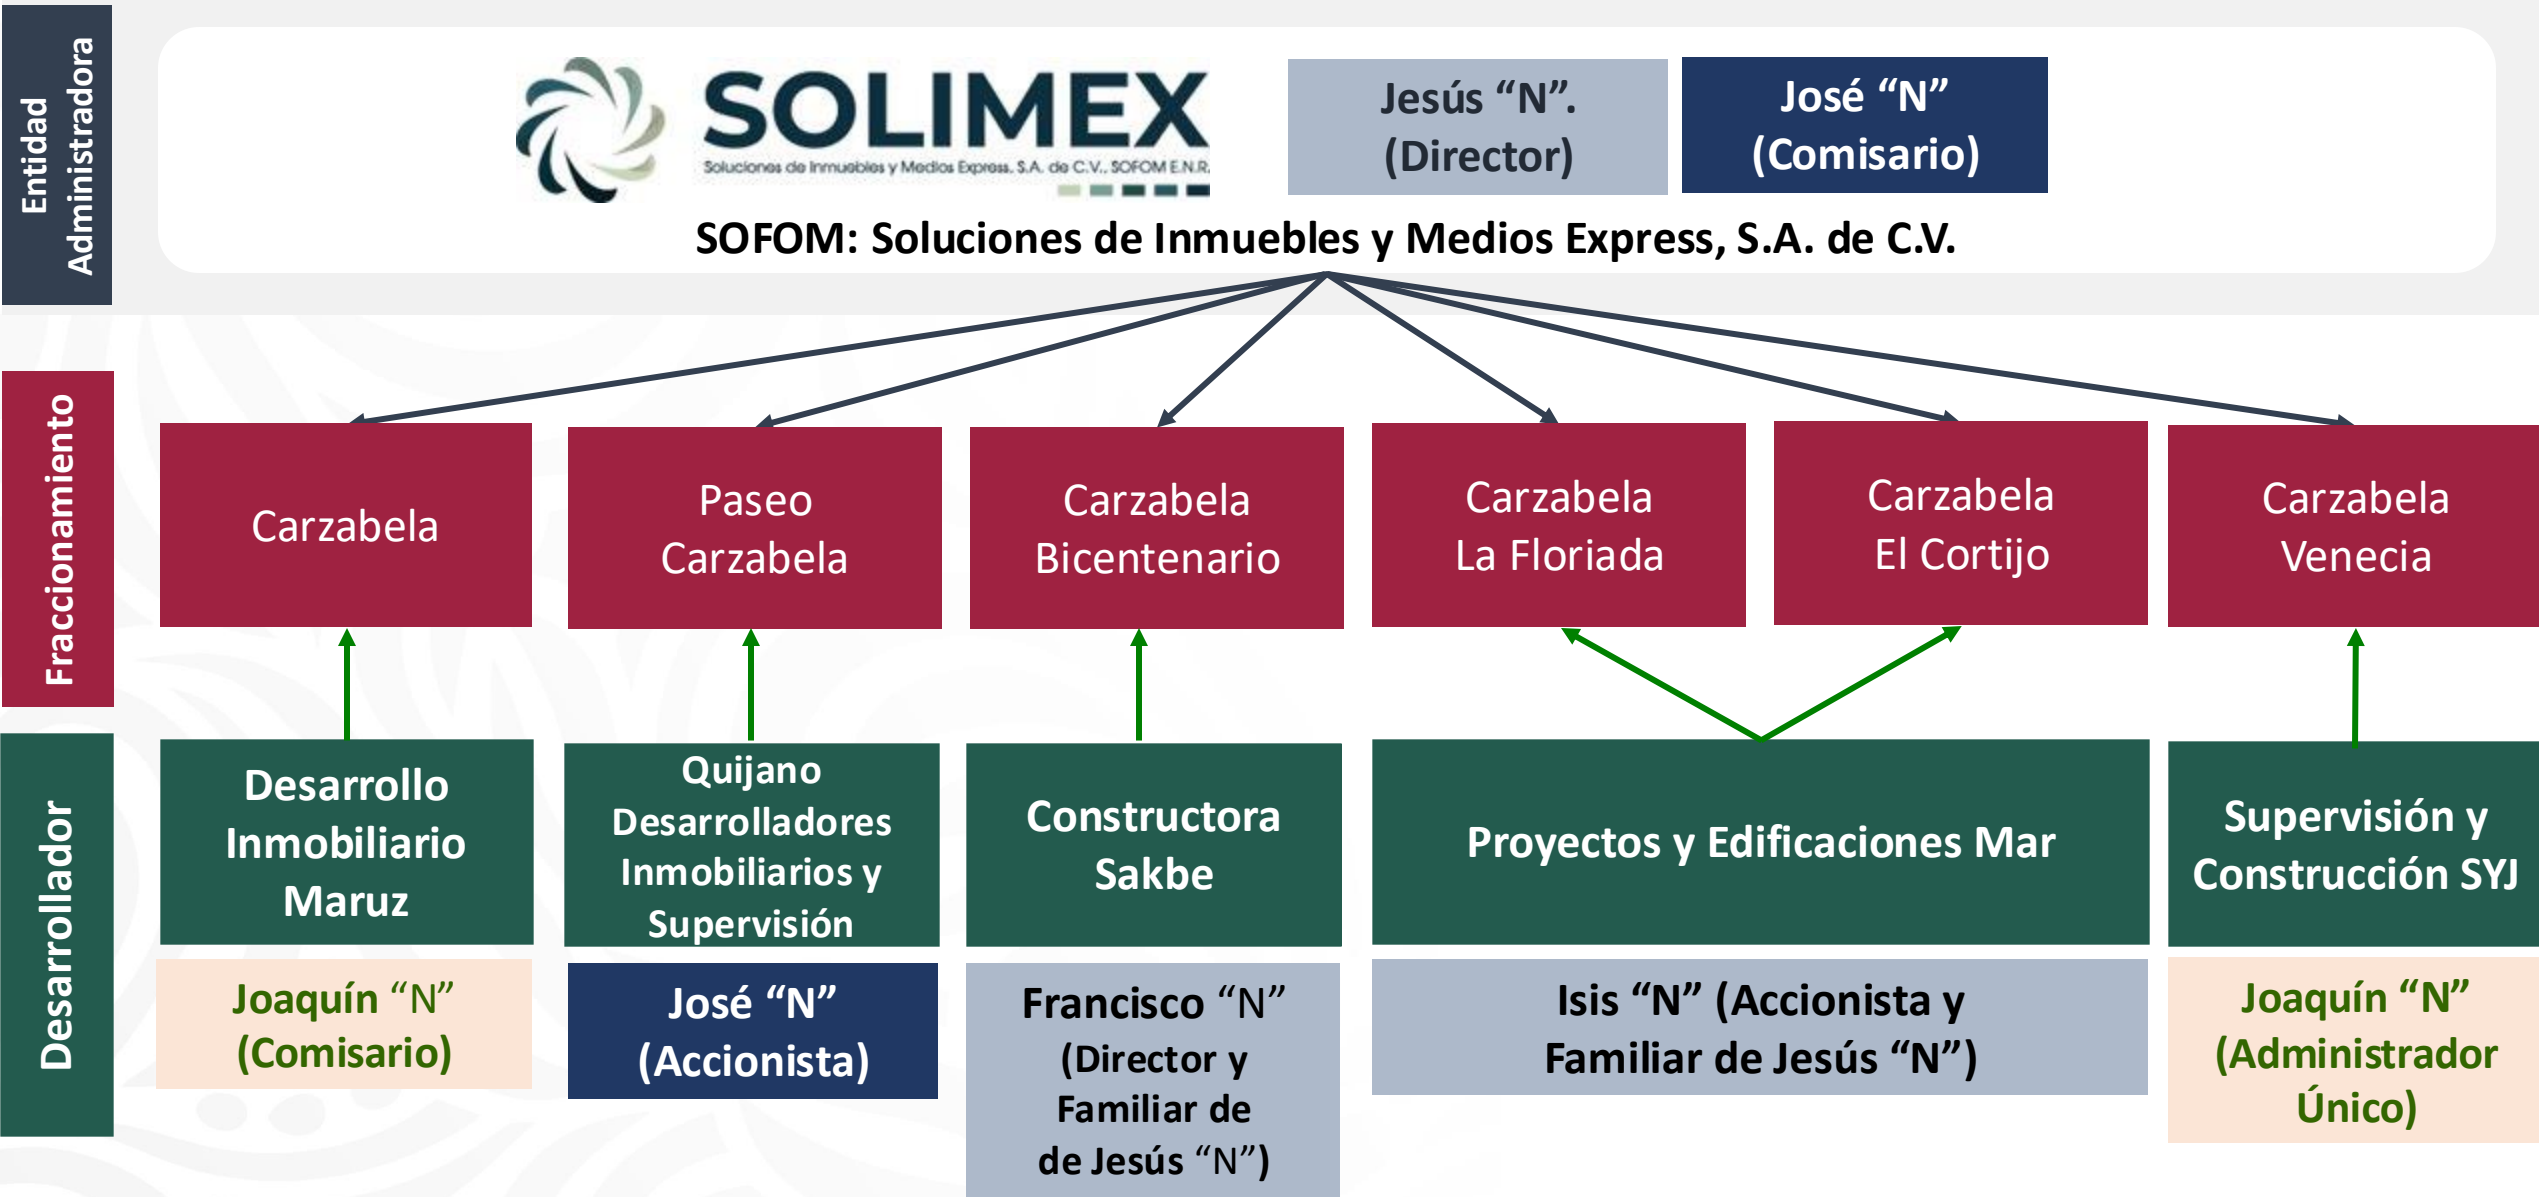 Entidad
Administradora
SOLIMEX
Soluciones de Inmuebles y Medios Express, S.A. de C.V., SOFOM E.N.R.
Jesús “N”.
(Director)
José “N”
(Comisario)
SOFOM: Soluciones de Inmuebles y Medios Express, S.A. de C.V.
Fraccionamiento
Carzabela
Paseo
Carzabela
Carzabela
Bicentenario
Carzabela
La Floriada
Carzabela
El Cortijo
Carzabela
Venecia
Desarrollador
Desarrollo
Inmobiliario
Maruz
Quijano
Desarrolladores
Inmobiliarios y
Supervisión
Constructora
Sakbe
Proyectos y Edificaciones Mar
Supervisión y
Construcción SYJ
Joaquín “N”
(Comisario)
José “N”
(Accionista)
Francisco “N”
(Director y
Familiar de
de Jesús “N”)
Isis “N” (Accionista y
Familiar de Jesús “N”)
Joaquín “N”
(Administrador
Único)